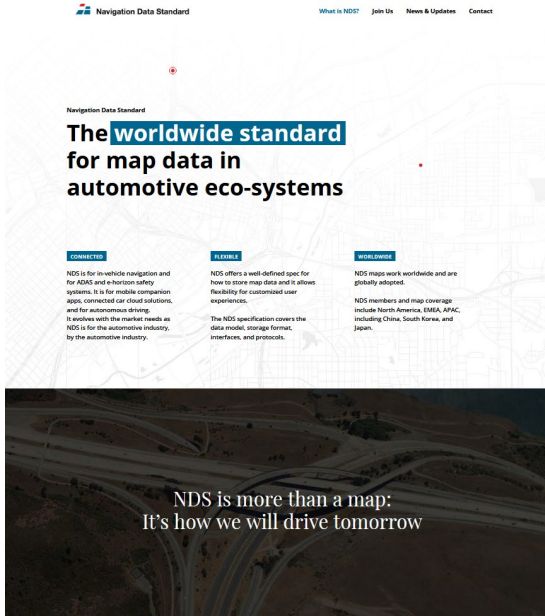 Navigation Data Standard
What is NDS? Join Us News & Updates Contact
Navigation Data Standard
The worldwide standard
for map data in
automotive eco-systems
CONNECTED
NDS is for in-vehicle navigation and
for ADAS and e-horizon safety
systems. It is for mobile companion
apps, connected car cloud solutions,
and for autonomous driving.
It evolves with the market needs as
NDS is for the automotive industry,
by the automotive industry.
FLEXIBLE
NDS offers a well-defined spec for
how to store map data and it allows
flexibility for customized user
experiences.
The NDS specification covers the
data model, storage format,
interfaces, and protocols.
WORLDWIDE
NDS maps work worldwide and are
globally adopted.
NDS members and map coverage
include North America, EMEA, APAC,
including China, South Korea, and
Japan.
NDS is more than a map:
It’s how we will drive tomorrow